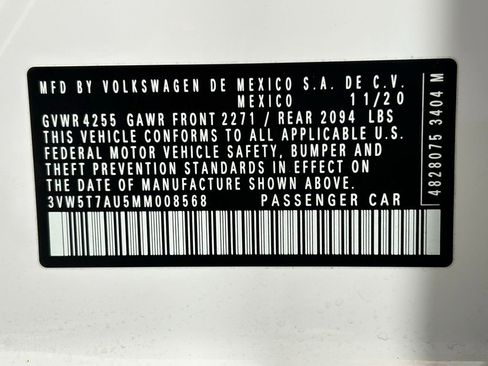 MFD BY VOLKSWAGEN DE MEXICO S.A. DE C.V.
MEXICO 11/20
GVWR 4255 GAWR FRONT 2271 / REAR 2094 LBS
THIS VEHICLE CONFORMS TO ALL APPLICABLE U.S.
FEDERAL MOTOR VEHICLE SAFETY, BUMPER AND
THEFT PREVENTION STANDARDS IN EFFECT ON
THE DATE OF MANUFACTURE SHOWN ABOVE.
3VW5T7AU5MM008568 PASSENGER CAR
4828075 3404 M